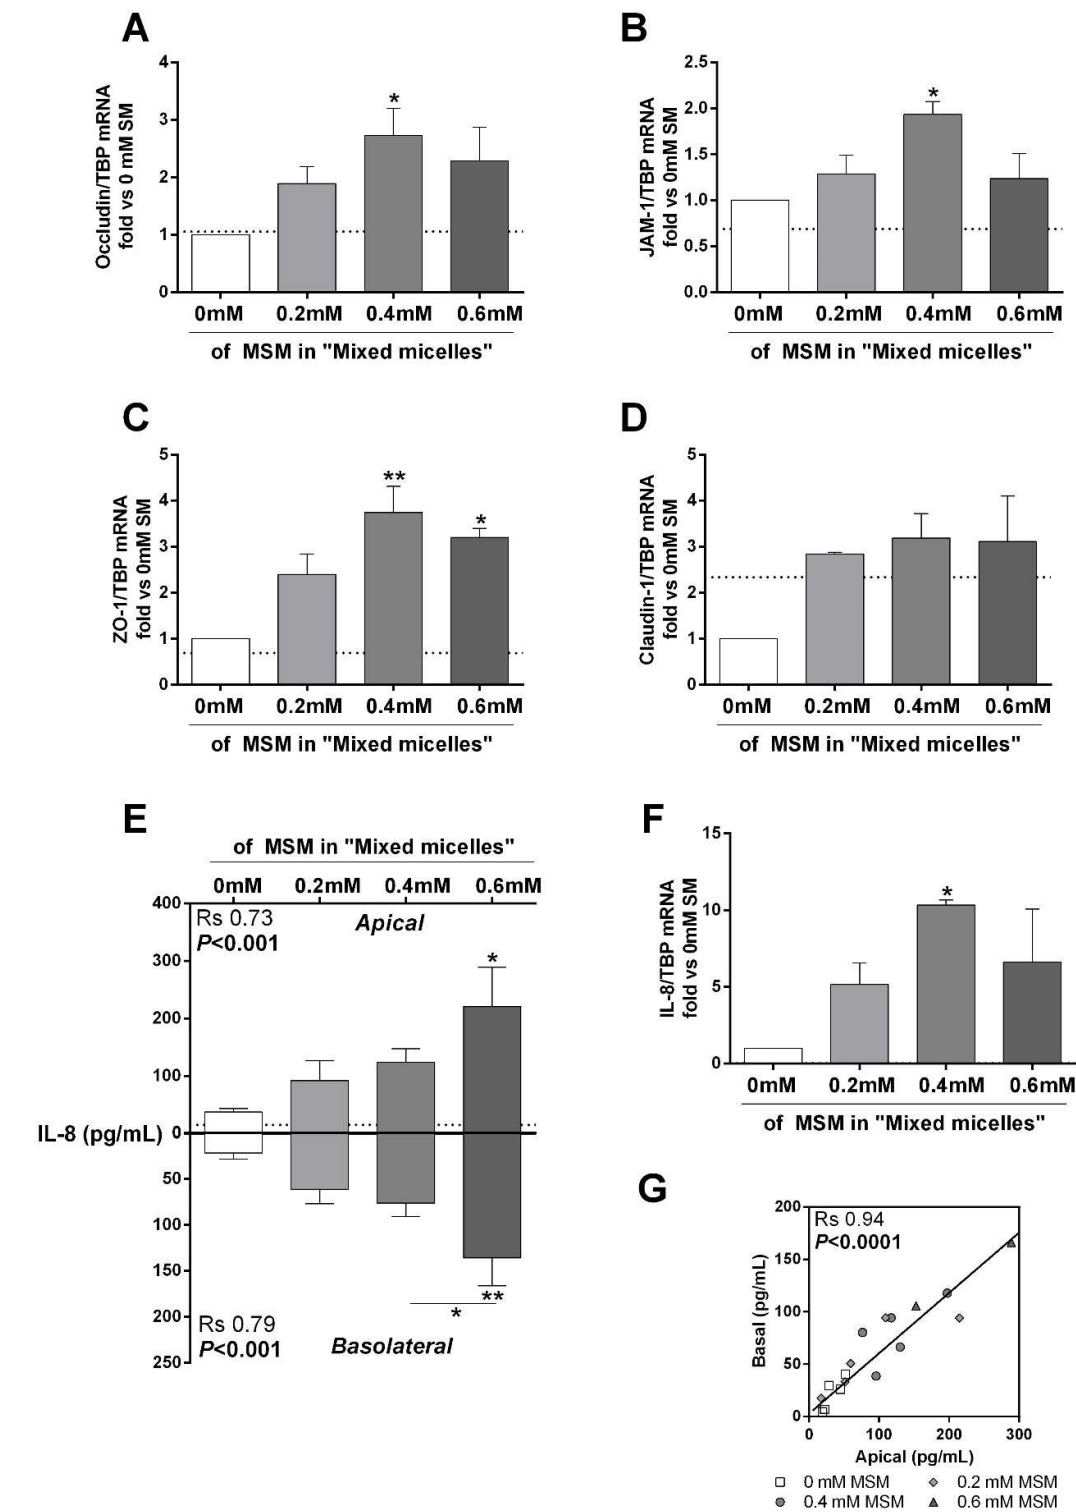 A
Occludin/TBP mRNA
fold vs 0 mM SM
4
3
2
1
0
*
0mM 0.2mM 0.4mM 0.6mM
of MSM in "Mixed micelles"
B
JAM-1/TBP mRNA
fold vs 0mM SM
2.5
2.0
1.5
1.0
0.5
0.0
*
0mM 0.2mM 0.4mM 0.6mM
of MSM in "Mixed micelles"
C
ZO-1/TBP mRNA
fold vs 0mM SM
5
4
3
2
1
0
**
*
0mM 0.2mM 0.4mM 0.6mM
of MSM in "Mixed micelles"
D
Claudin-1/TBP mRNA
fold vs 0mM SM
5
4
3
2
1
0
0mM 0.2mM 0.4mM 0.6mM
of MSM in "Mixed micelles"
E
of MSM in "Mixed micelles"
0mM 0.2mM 0.4mM 0.6mM
400
300
200
100
0
50
100
150
200
250
IL-8 (pg/mL)
Rs 0.73
P<0.001
Apical
*
**
*
Rs 0.79
P<0.001
Basolateral
F
IL-8/TBP mRNA
fold vs 0mM SM
15
10
5
0
*
0mM 0.2mM 0.4mM 0.6mM
of MSM in "Mixed micelles"
G
Basal (pg/mL)
200
150
100
50
0
Rs 0.94
P<0.0001
0 100 200 300
Apical (pg/mL)
0 mM MSM 0.2 mM MSM
0.4 mM MSM 0.6 mM MSM